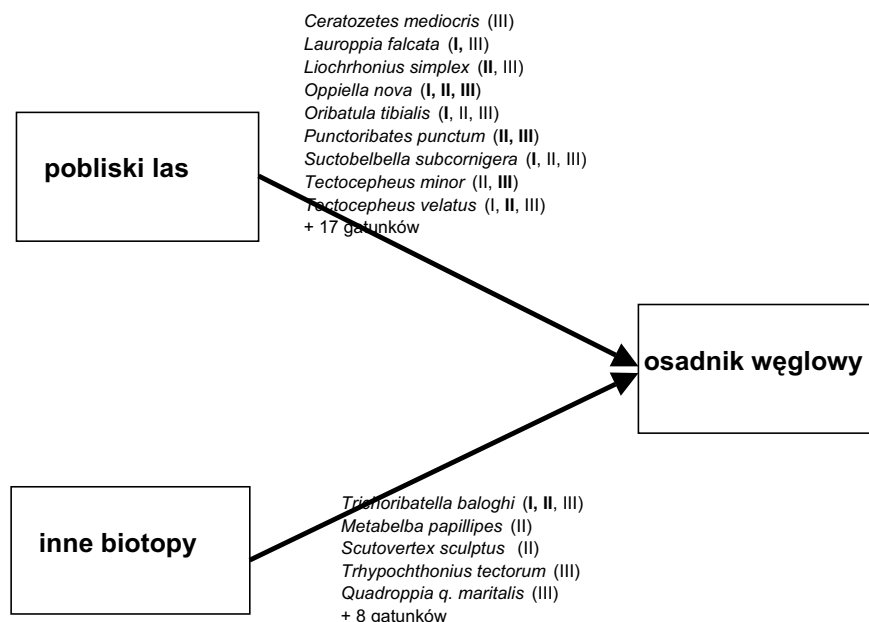 Ceratozetes mediocris (III)
Lauroppia falcata (I, III)
Liochrhonius simplex (II, III)
Oppiella nova (I, II, III)
Oribatula tibialis (I, II, III)
Punctoribates punctum (II, III)
Suctobelbella subcornigera (I, II, III)
Tectocepheus minor (II, III)
Tectocepheus velatus (I, II, III)
+ 17 gatunków
pobliski las
osadnik węglowy
inne biotopy
Trichoribatella baloghi (I, II, III)
Metabelba papillipes (II)
Scutovertex sculptus (II)
Trhypochthonius tectorum (III)
Quadroppia q. maritalis (III)
+ 8 gatunków